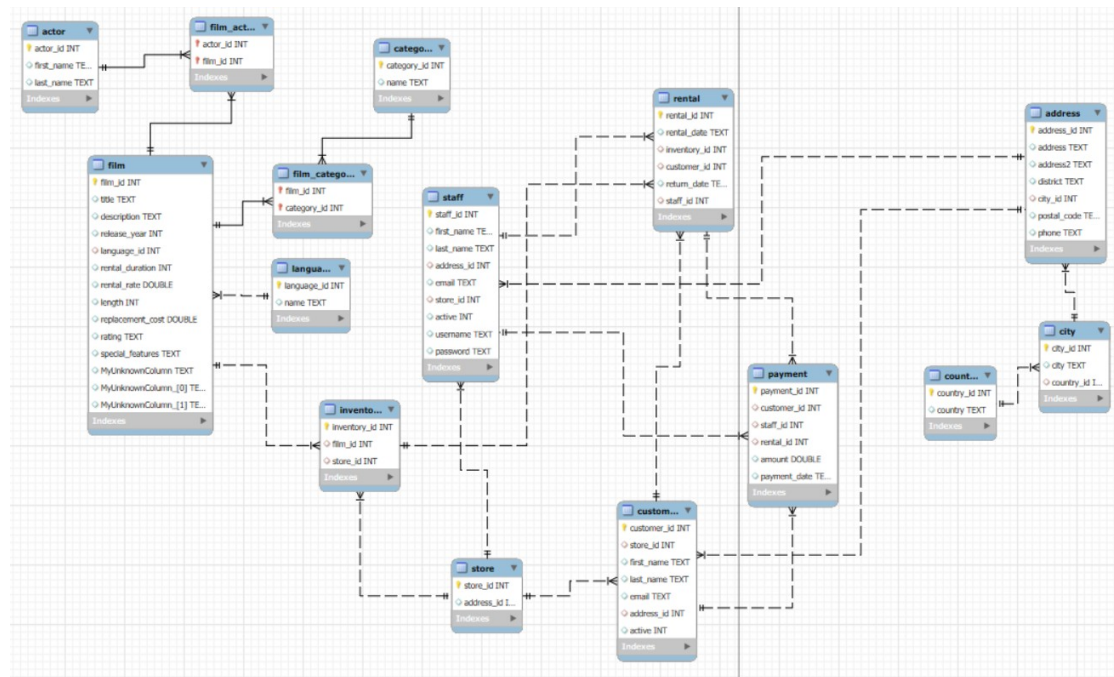 actor
actor_id INT
first_name TE...
last_name TEXT
Indexes
film_act...
actor_id INT
film_id INT
Indexes
catego...
category_id INT
name TEXT
Indexes
film
film_id INT
title TEXT
description TEXT
release_year INT
language_id INT
rental_duration INT
rental_rate DOUBLE
length INT
replacement_cost DOUBLE
rating TEXT
special_features TEXT
MyUnknownColumn TEXT
MyUnknownColumn_[0] TE...
MyUnknownColumn_[1] TE...
Indexes
film_catego...
film_id INT
category_id INT
Indexes
langua...
language_id INT
name TEXT
Indexes
staff
staff_id INT
first_name TE...
last_name TEXT
address_id INT
email TEXT
store_id INT
active INT
username TEXT
password TEXT
Indexes
rental
rental_id INT
rental_date TEXT
inventory_id INT
customer_id INT
return_date TE...
staff_id INT
Indexes
address
address_id INT
address TEXT
address2 TEXT
district TEXT
city_id INT
postal_code TE...
phone TEXT
Indexes
city
city_id INT
city TEXT
country_id I...
Indexes
count...
country_id INT
country TEXT
Indexes
payment
payment_id INT
customer_id INT
staff_id INT
rental_id INT
amount DOUBLE
payment_date TE...
Indexes
invento...
inventory_id INT
film_id INT
store_id INT
Indexes
store
store_id INT
address_id I...
Indexes
custom...
customer_id INT
store_id INT
first_name TEXT
last_name TEXT
email TEXT
address_id INT
active INT
Indexes